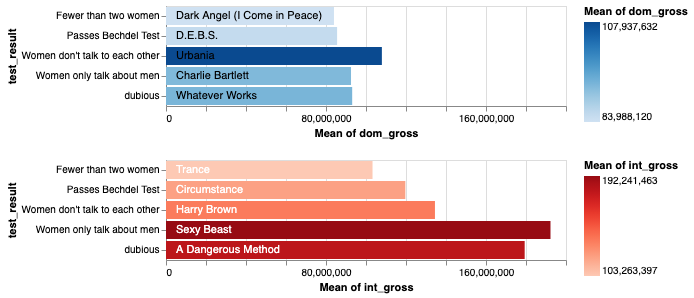 Fewer than two women Dark Angel (I Come in Peace)
Passes Bechdel Test D.E.B.S.
Women don't talk to each other Urbania
Women only talk about men Charlie Bartlett
dubious Whatever Works
test_result
0 80,000,000 160,000,000
Mean of dom_gross
Mean of dom_gross
107,937,632
83,988,120
Fewer than two women Trance
Passes Bechdel Test Circumstance
Women don't talk to each other Harry Brown
Women only talk about men Sexy Beast
dubious A Dangerous Method
test_result
0 80,000,000 160,000,000
Mean of int_gross
Mean of int_gross
192,241,463
103,263,397